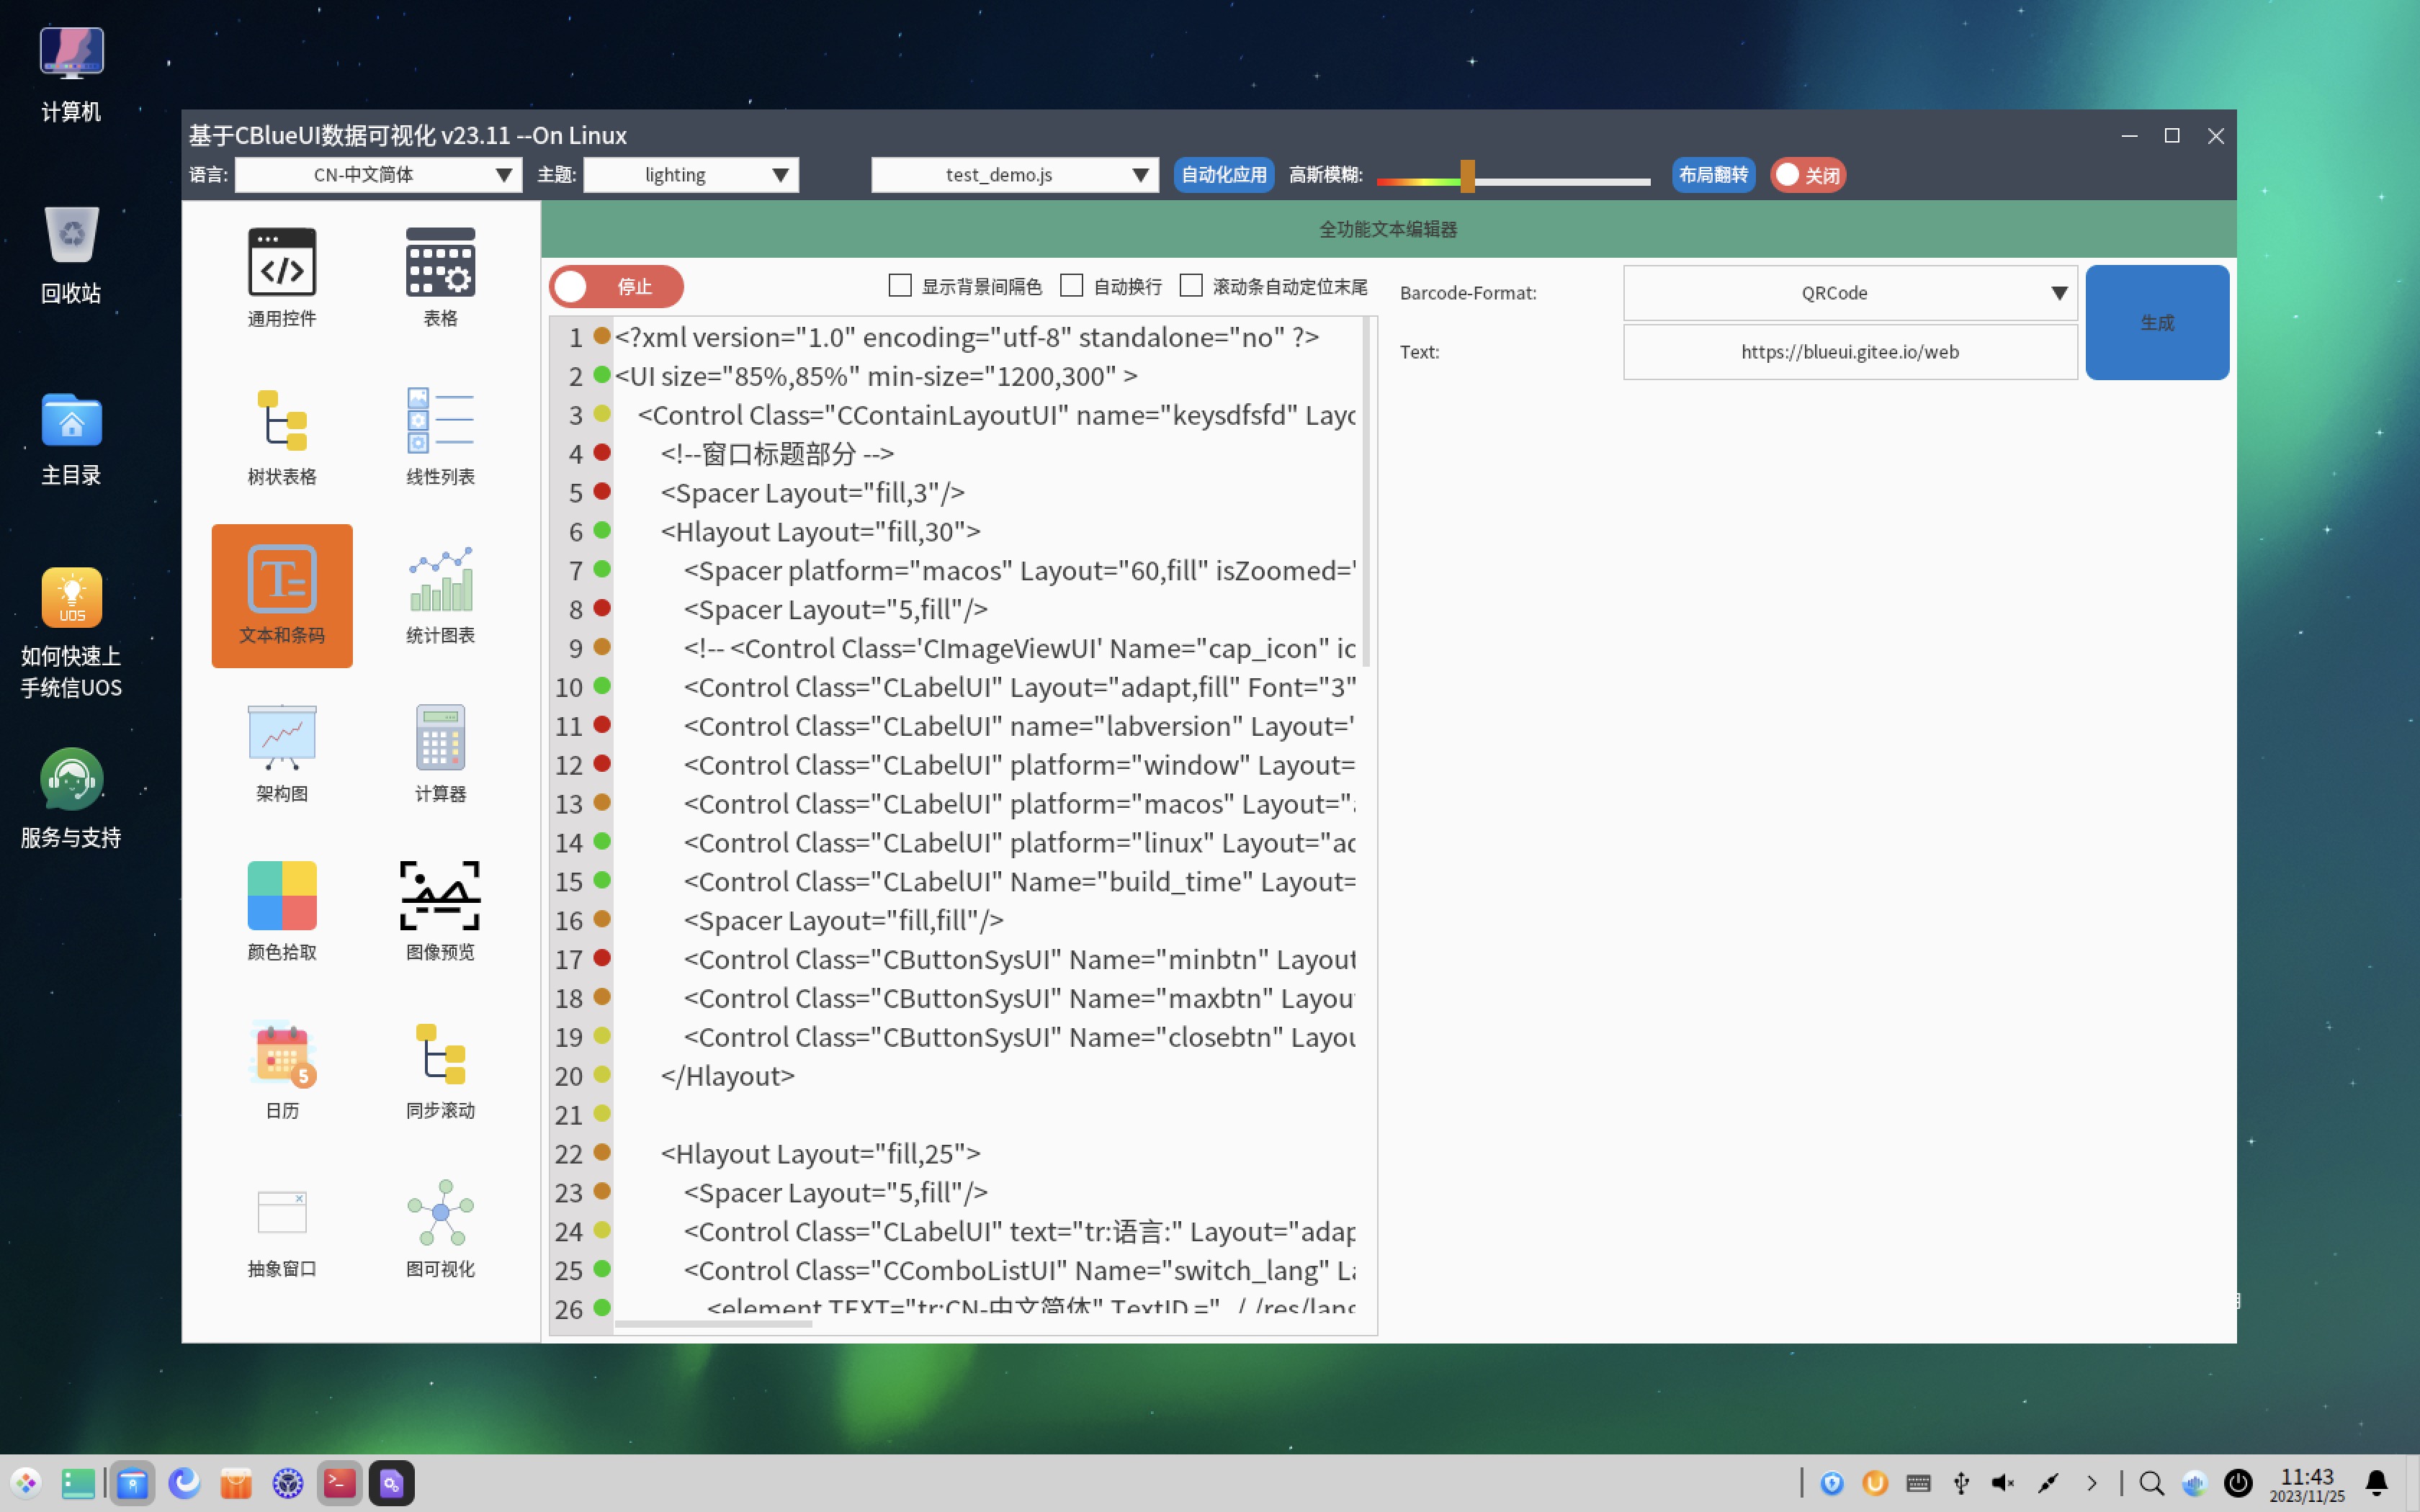 计算机
回收站
主目录
如何快速上
手统信UOS
服务与支持
UOS
基于CBlueUI数据可视化 v23.11 --On Linux
语言: CN-中文简体 主题: lighting test_demo.js 自动化应用 高斯模糊: 布局翻转 关闭
通用控件 表格
树状表格 线性列表
文本和条码 统计图表
架构图 计算器
颜色拾取 图像预览
日历 同步滚动
5
抽象窗口 图可视化
全功能文本编辑器
停止 显示背景间隔色 自动换行 滚动条自动定位末尾
Barcode-Format: QRCode
Text: https://blueui.gitee.io/web
生成
1 <?xml version="1.0" encoding="utf-8" standalone="no" ?>
2 <UI size="85%,85%" min-size="1200,300" >
3 <Control Class="CContainLayoutUI" name="keysdfsfd" Layo
4 <!--窗口标题部分 -->
5 <Spacer Layout="fill,3"/>
6 <Hlayout Layout="fill,30">
7 <Spacer platform="macos" Layout="60,fill" isZoomed="
8 <Spacer Layout="5,fill"/>
9 <!-- <Control Class='CImageViewUI' Name="cap_icon" ic
10 <Control Class="CLabelUI" Layout="adapt,fill" Font="3"
11 <Control Class="CLabelUI" name="labversion" Layout="
12 <Control Class="CLabelUI" platform="window" Layout=
13 <Control Class="CLabelUI" platform="macos" Layout="a
14 <Control Class="CLabelUI" platform="linux" Layout="ad
15 <Control Class="CLabelUI" Name="build_time" Layout=
16 <Spacer Layout="fill,fill"/>
17 <Control Class="CButtonSysUI" Name="minbtn" Layout
18 <Control Class="CButtonSysUI" Name="maxbtn" Layou
19 <Control Class="CButtonSysUI" Name="closebtn" Layou
20 </Hlayout>
21
22 <Hlayout Layout="fill,25">
23 <Spacer Layout="5,fill"/>
24 <Control Class="CLabelUI" text="tr:语言:" Layout="adap
25 <Control Class="CComboListUI" Name="switch_lang" La
26 <element TEXT="tr:CN-中文简体" TextID ="../../res/lang
11:43
2023/11/25